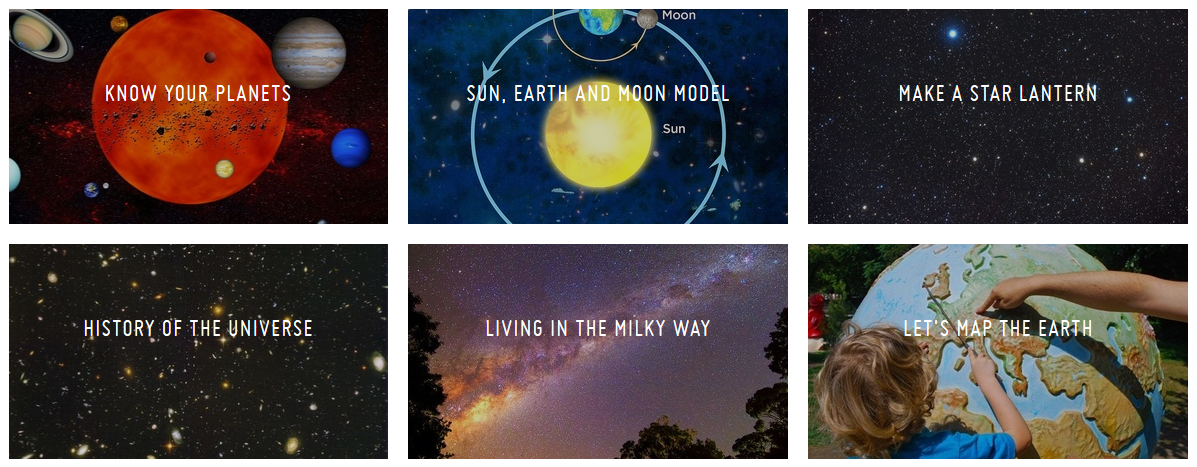 KNOW YOUR PLANETS
Moon
SUN, EARTH AND MOON MODEL
Sun
MAKE A STAR LANTERN
HISTORY OF THE UNIVERSE
LIVING IN THE MILKY WAY
LET'S MAP THE EARTH